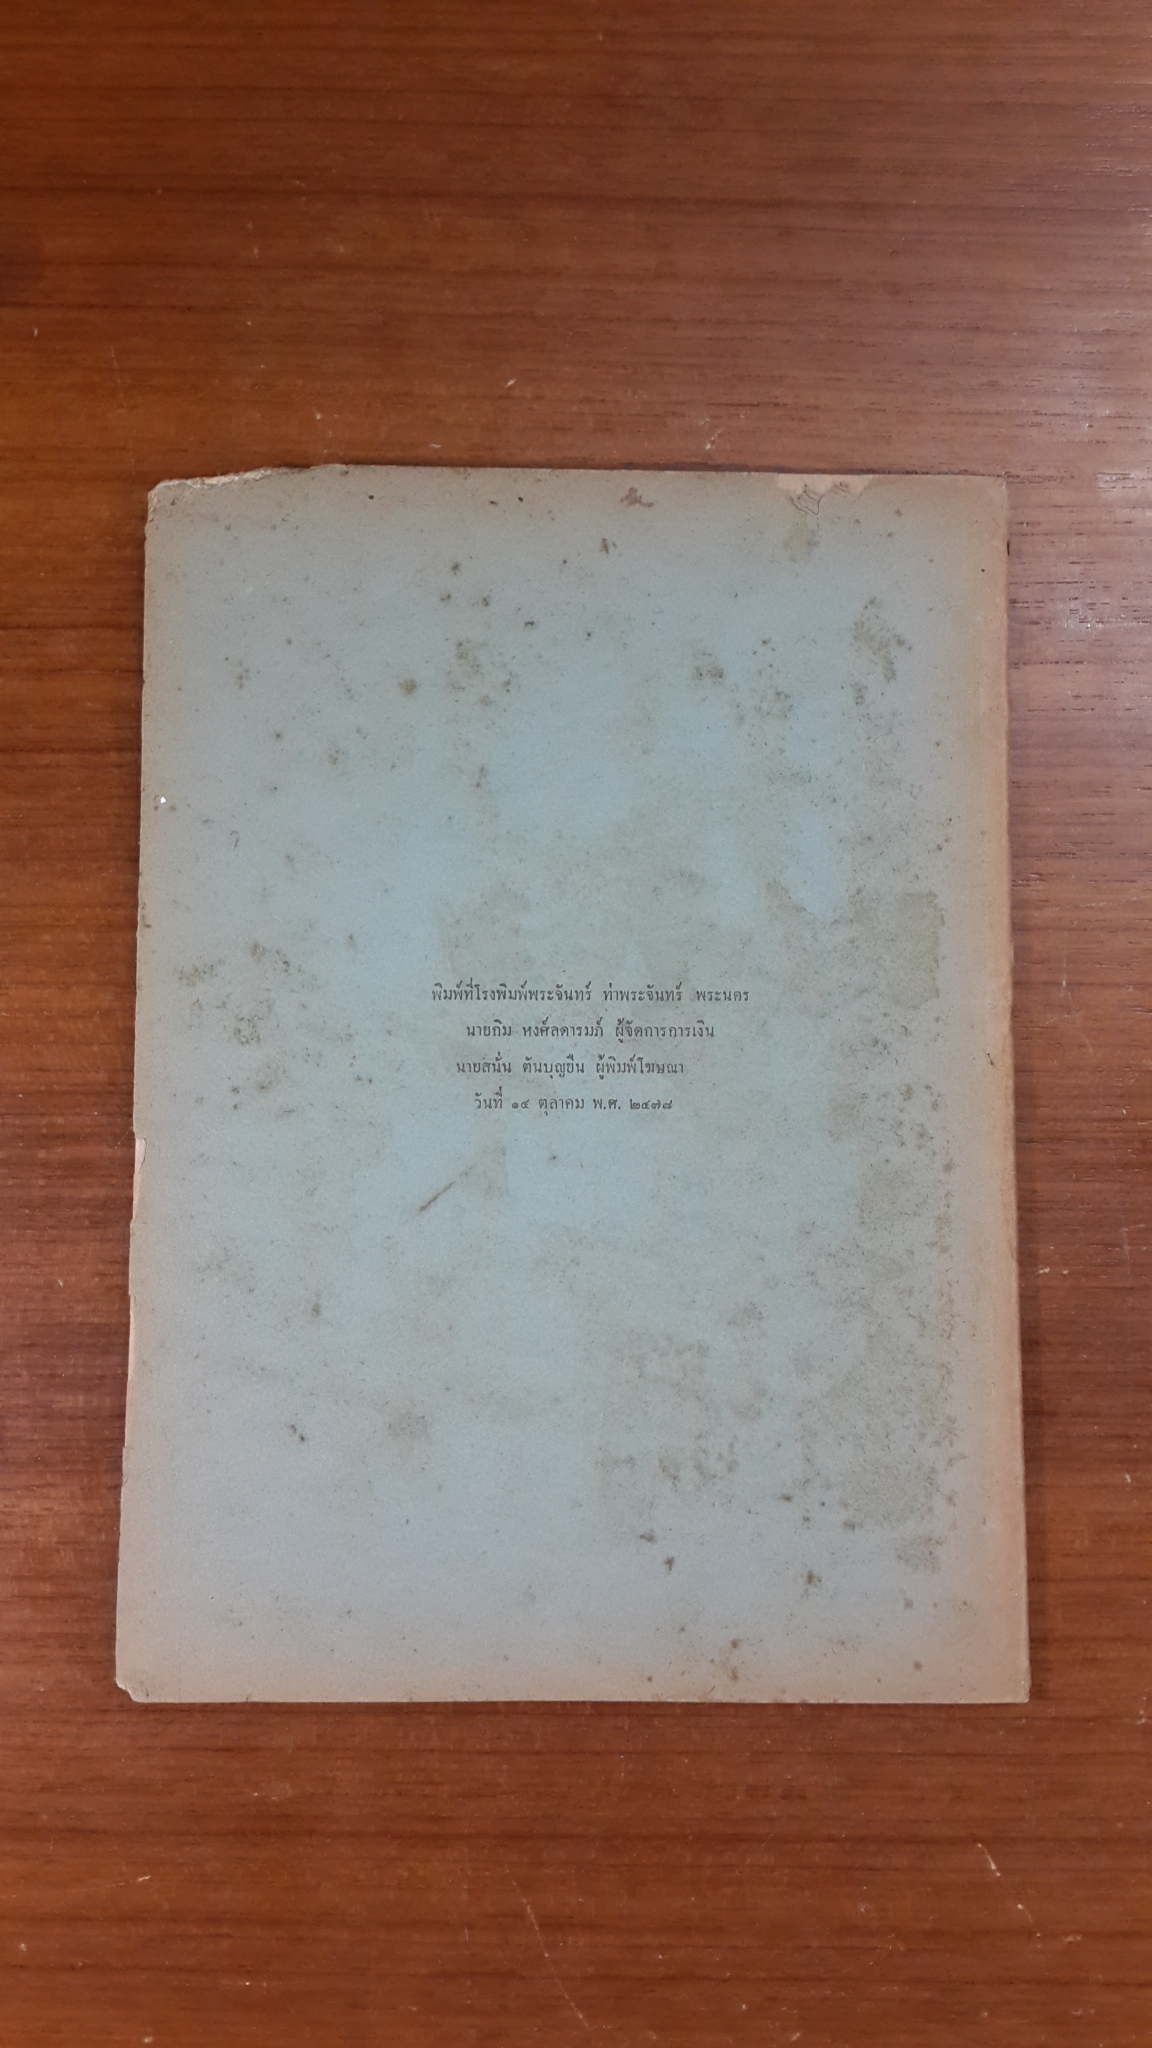 พิมพ์ที่โรงพิมพ์พระจันทร์ ท่าพระจันทร์ พระนคร
นายกิม หงศ์ลดารมภ์ ผู้จัดการการเงิน
นายสนั่น ตันบุญยืน ผู้พิมพ์โฆษณา
วันที่ ๑๔ ตุลาคม พ.ศ. ๒๔๗๘